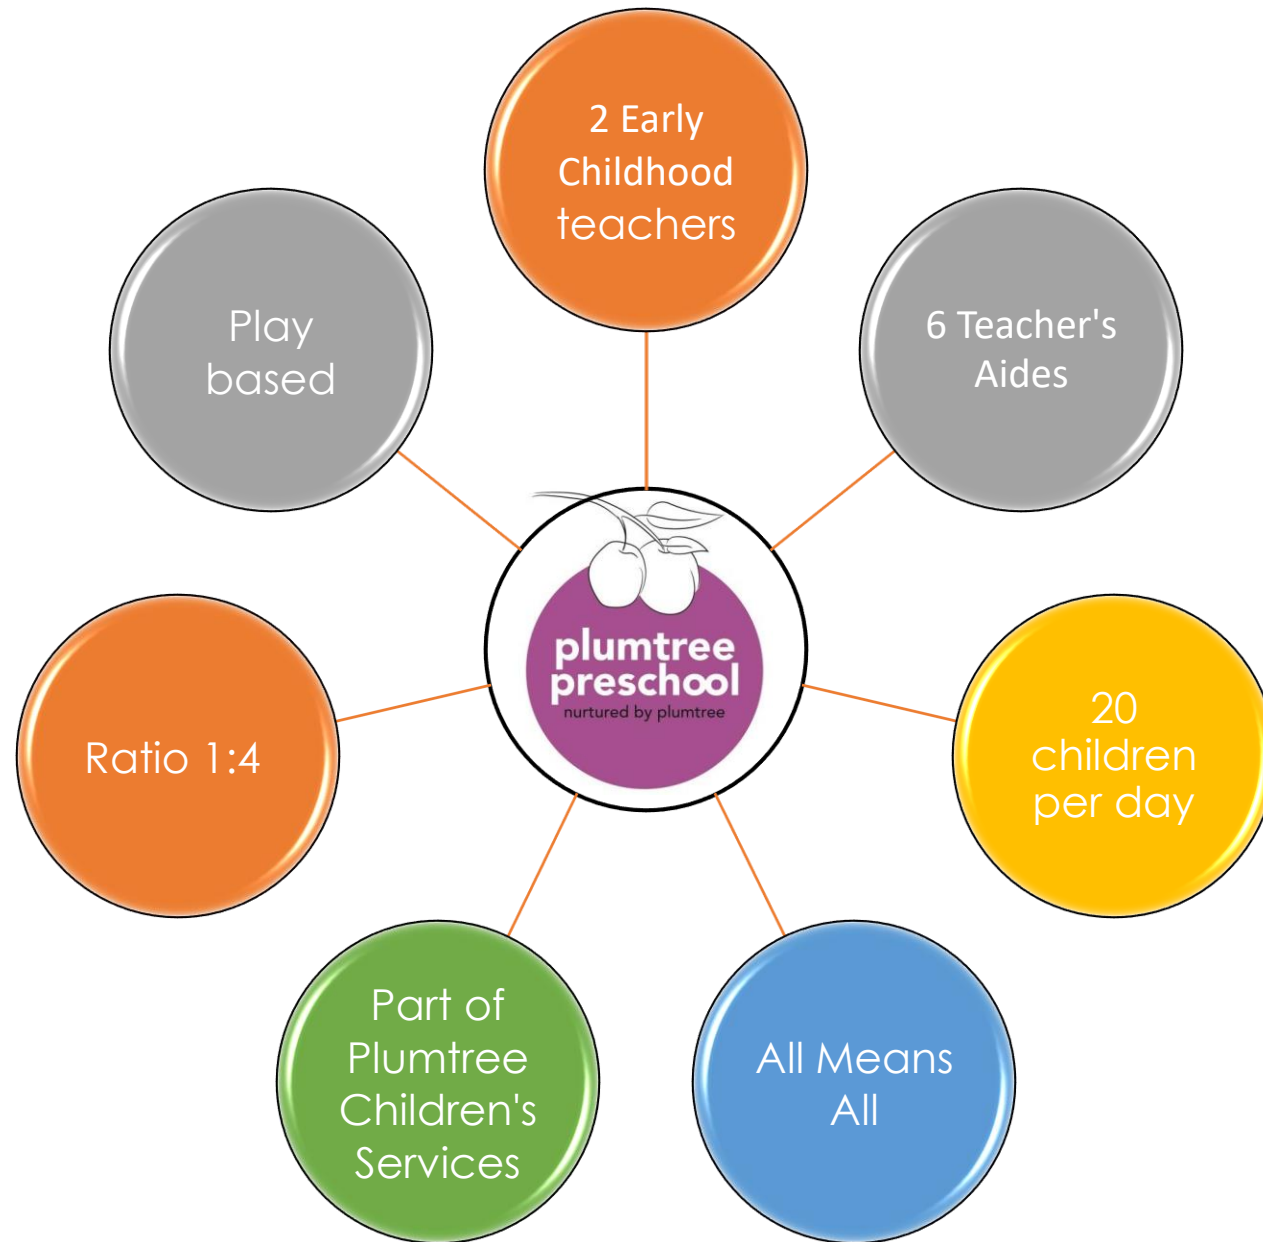 2 Early
Childhood
teachers
6 Teacher's
Aides
20
children
per day
All Means
All
Part of
Plumtree
Children's
Services
Ratio 1:4
Play
based
plumtree
preschool
nurtured by plumtree